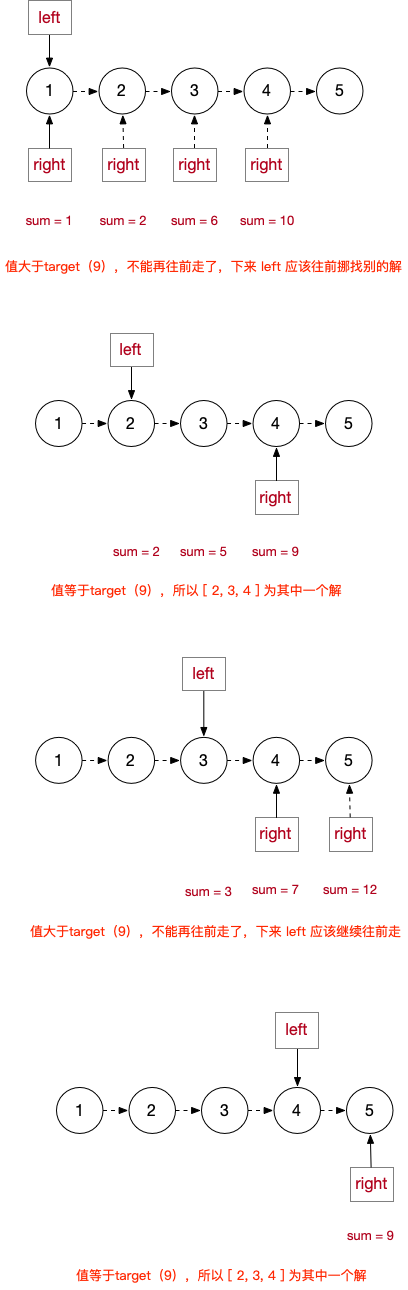 left
1 2 3 4 5
right right right right
sum = 1 sum = 2 sum = 6 sum = 10
值大于target（9），不能再往前走了，下来 left 应该往前挪找别的解
left
1 2 3 4 5
right
sum = 2 sum = 5 sum = 9
值等于target（9），所以 [ 2, 3, 4 ] 为其中一个解
left
1 2 3 4 5
right right
sum = 3 sum = 7 sum = 12
值大于target（9），不能再往前走了，下来 left 应该继续往前走
left
1 2 3 4 5
right
sum = 9
值等于target（9），所以 [ 2, 3, 4 ] 为其中一个解